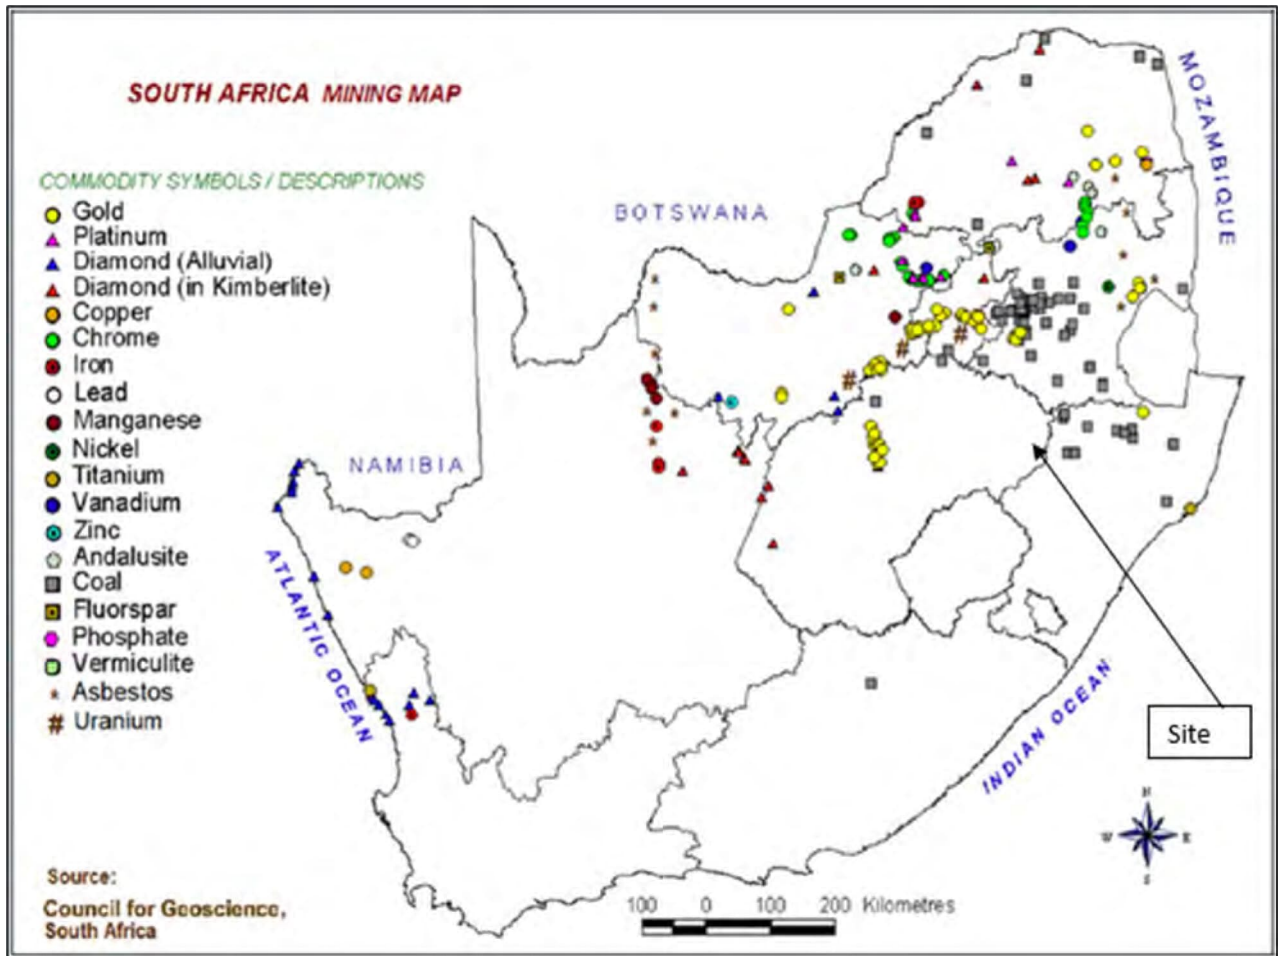 SOUTH AFRICA MINING MAP
COMMODITY SYMBOLS / DESCRIPTIONS
Gold
Platinum
Diamond (Alluvial)
Diamond (in Kimberlite)
Copper
Chrome
Iron
Lead
Manganese
Nickel
Titanium
Vanadium
Zinc
Andalusite
Coal
Fluorspar
Phosphate
Vermiculite
Asbestos
# Uranium
BOTSWANA
MOZAMBIQUE
NAMIBIA
ATLANTIC OCEAN
INDIAN OCEAN
Site
N
W E
S
Source:
Council for Geoscience,
South Africa
100 0 100 200 Kilometres